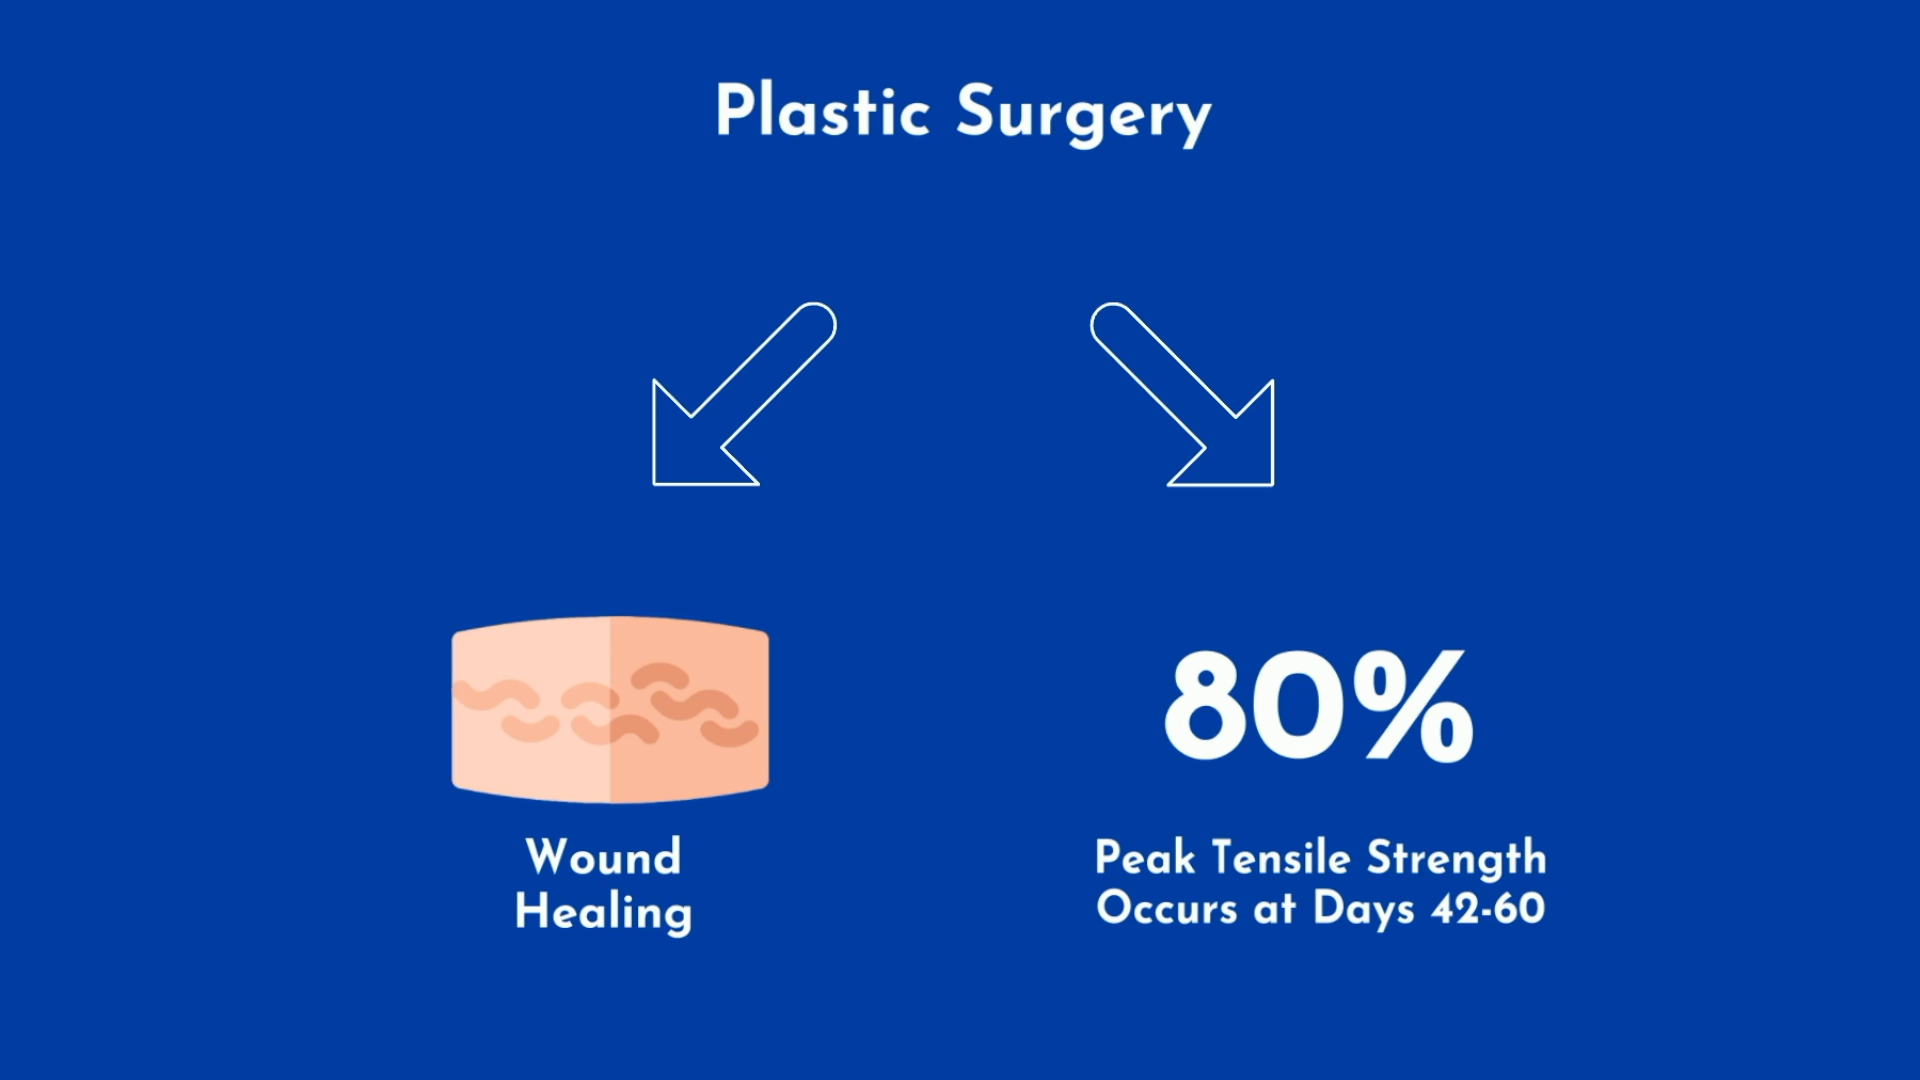 Plastic Surgery
80%
Wound
Healing
Peak Tensile Strength
Occurs at Days 42-60